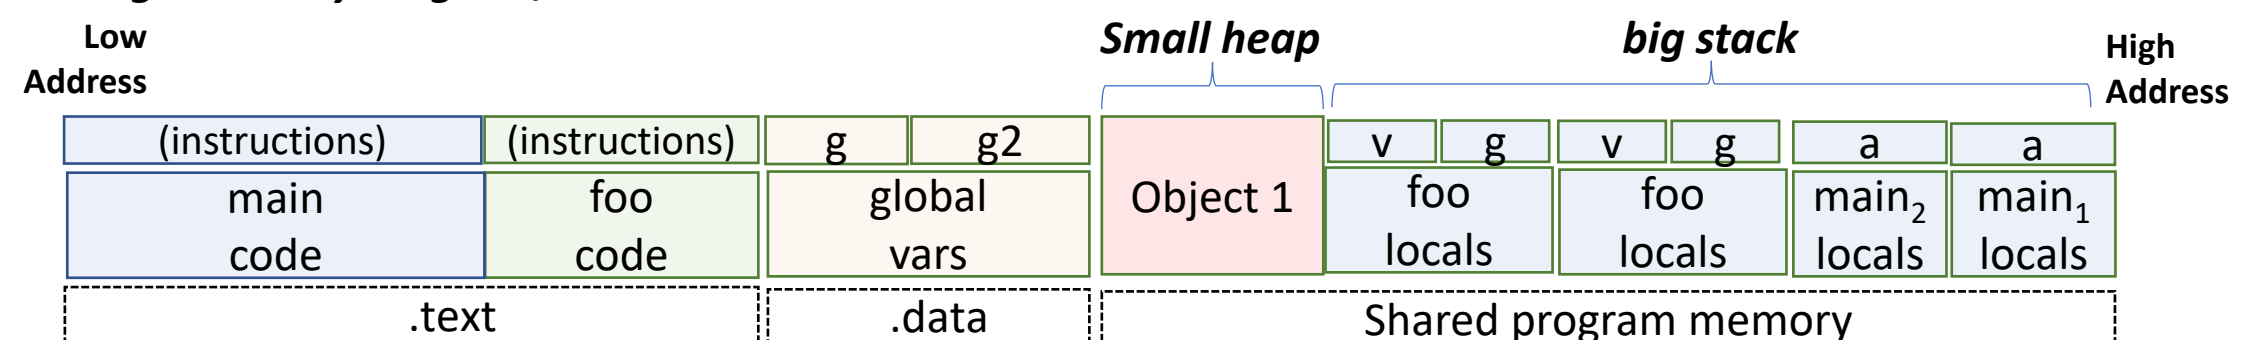 Low
Address
Small heap
big stack
High
Address
(instructions)
(instructions)
g
g2
v
g
v
g
a
a
main
code
foo
code
global
vars
Object 1
foo
locals
foo
locals
main₂
locals
main₁
locals
.text
.data
Shared program memory